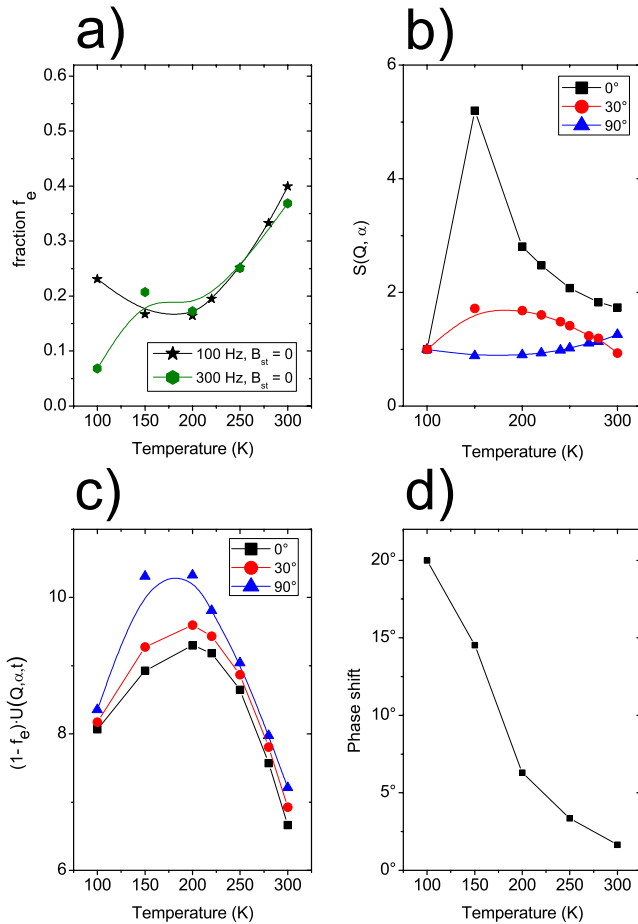 a)
0.6
0.5
0.4
0.3
0.2
0.1
0.0
fraction f_e
100 Hz, B_st = 0
300 Hz, B_st = 0
100 150 200 250 300
Temperature (K)
b)
6
4
2
0
S(Q, α)
0°
30°
90°
100 150 200 250 300
Temperature (K)
c)
10
8
6
(1- f_e)·U(Q,α,t)
0°
30°
90°
100 150 200 250 300
Temperature (K)
d)
20°
15°
10°
5°
0°
Phase shift
100 150 200 250 300
Temperature (K)